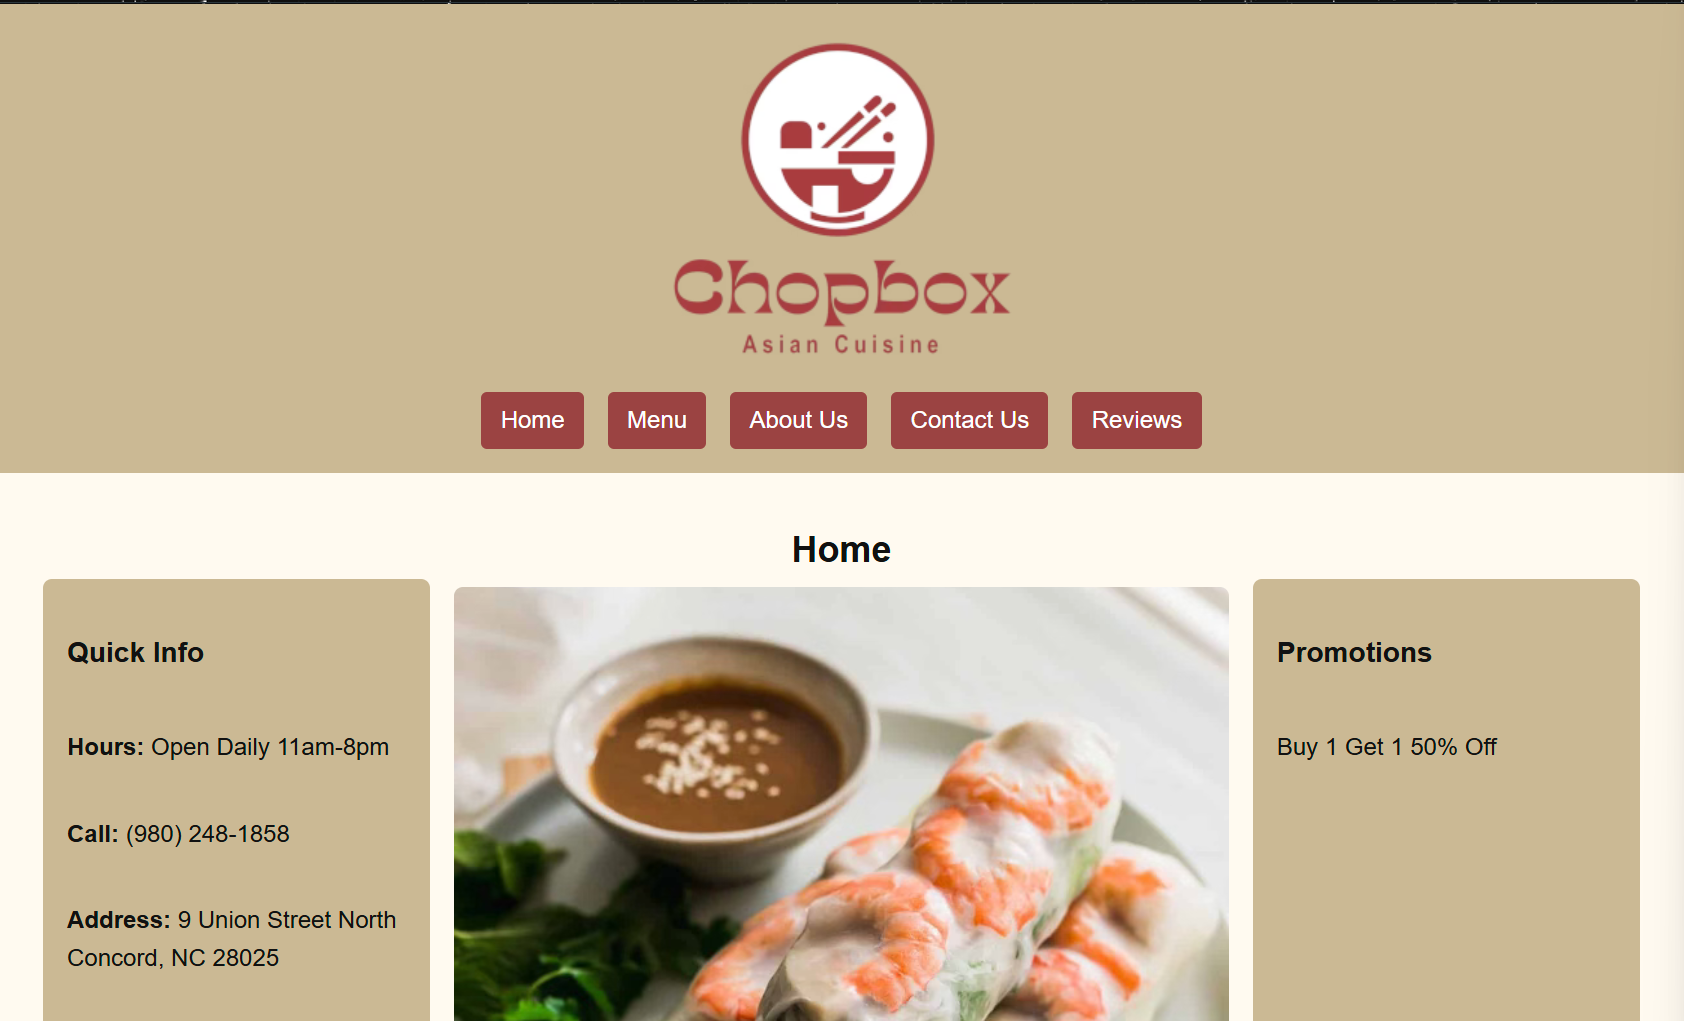 Chopbox
Asian Cuisine
Home
Menu
About Us
Contact Us
Reviews
Home
Quick Info
Hours: Open Daily 11am-8pm
Call: (980) 248-1858
Address: 9 Union Street North
Concord, NC 28025
Promotions
Buy 1 Get 1 50% Off